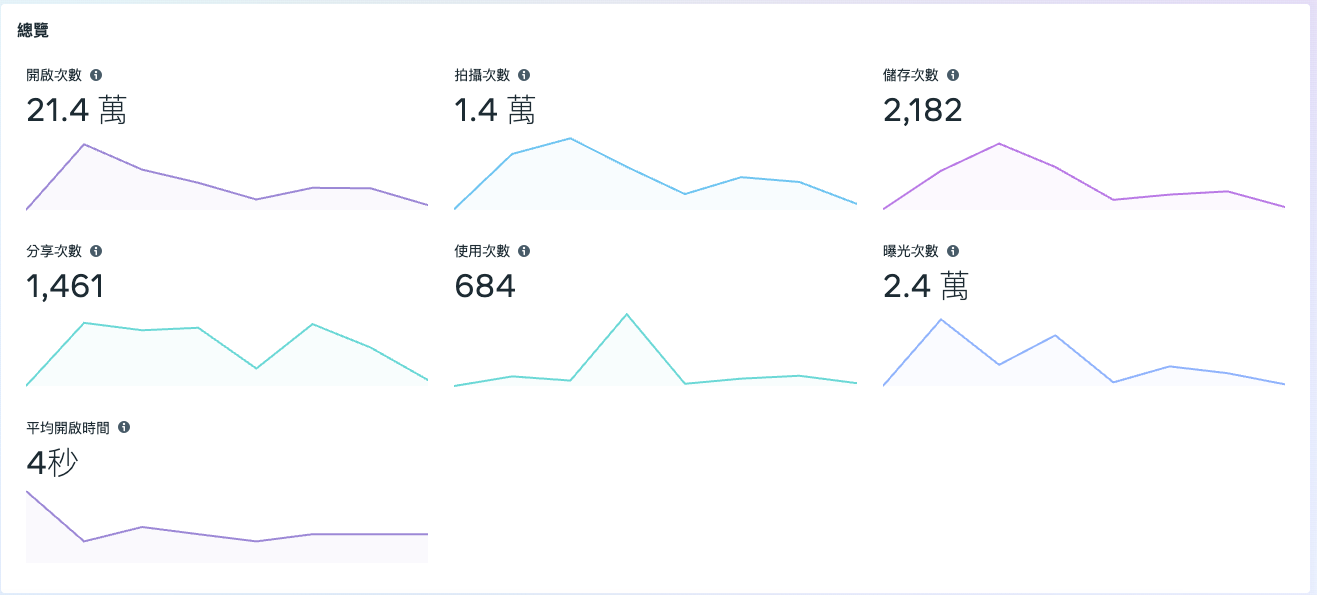 總覽
開啟次數
21.4 萬
拍攝次數
1.4 萬
儲存次數
2,182
分享次數
1,461
使用次數
684
曝光次數
2.4 萬
平均開啟時間
4秒